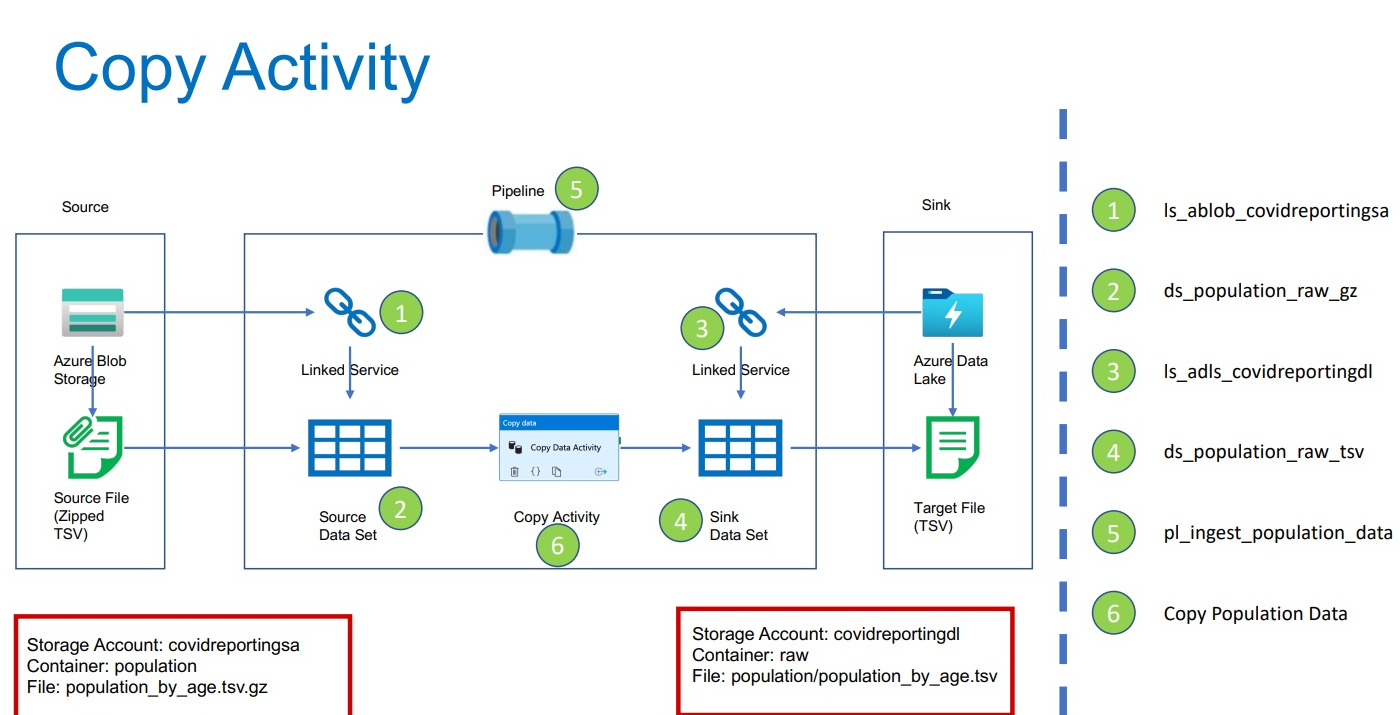 Copy Activity
Pipeline
5
Source
Sink
1
3
Azure Blob
Storage
Linked Service
Linked Service
Azure Data
Lake
Copy data
Copy Data Activity
{ }
Source File
(Zipped
TSV)
Source
Data Set
2
Copy Activity
6
4
Sink
Data Set
Target File
(TSV)
Storage Account: covidreportingsa
Container: population
File: population_by_age.tsv.gz
Storage Account: covidreportingdl
Container: raw
File: population/population_by_age.tsv
1 ls_ablob_covidreportingsa
2 ds_population_raw_gz
3 ls_adls_covidreportingdl
4 ds_population_raw_tsv
5 pl_ingest_population_data
6 Copy Population Data